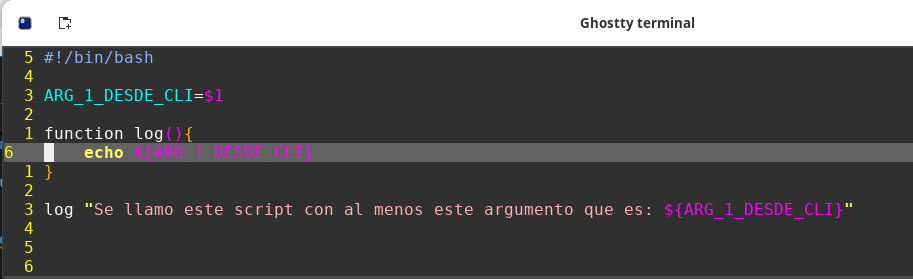 Ghostty terminal
5 #!/bin/bash
4
3 ARG_1_DESDE_CLI=$1
2
1 function log(){
6 echo ${ARG_1_DESDE_CLI}
1 }
2
3 log "Se llamo este script con al menos este argumento que es: ${ARG_1_DESDE_CLI}"
4
5
6